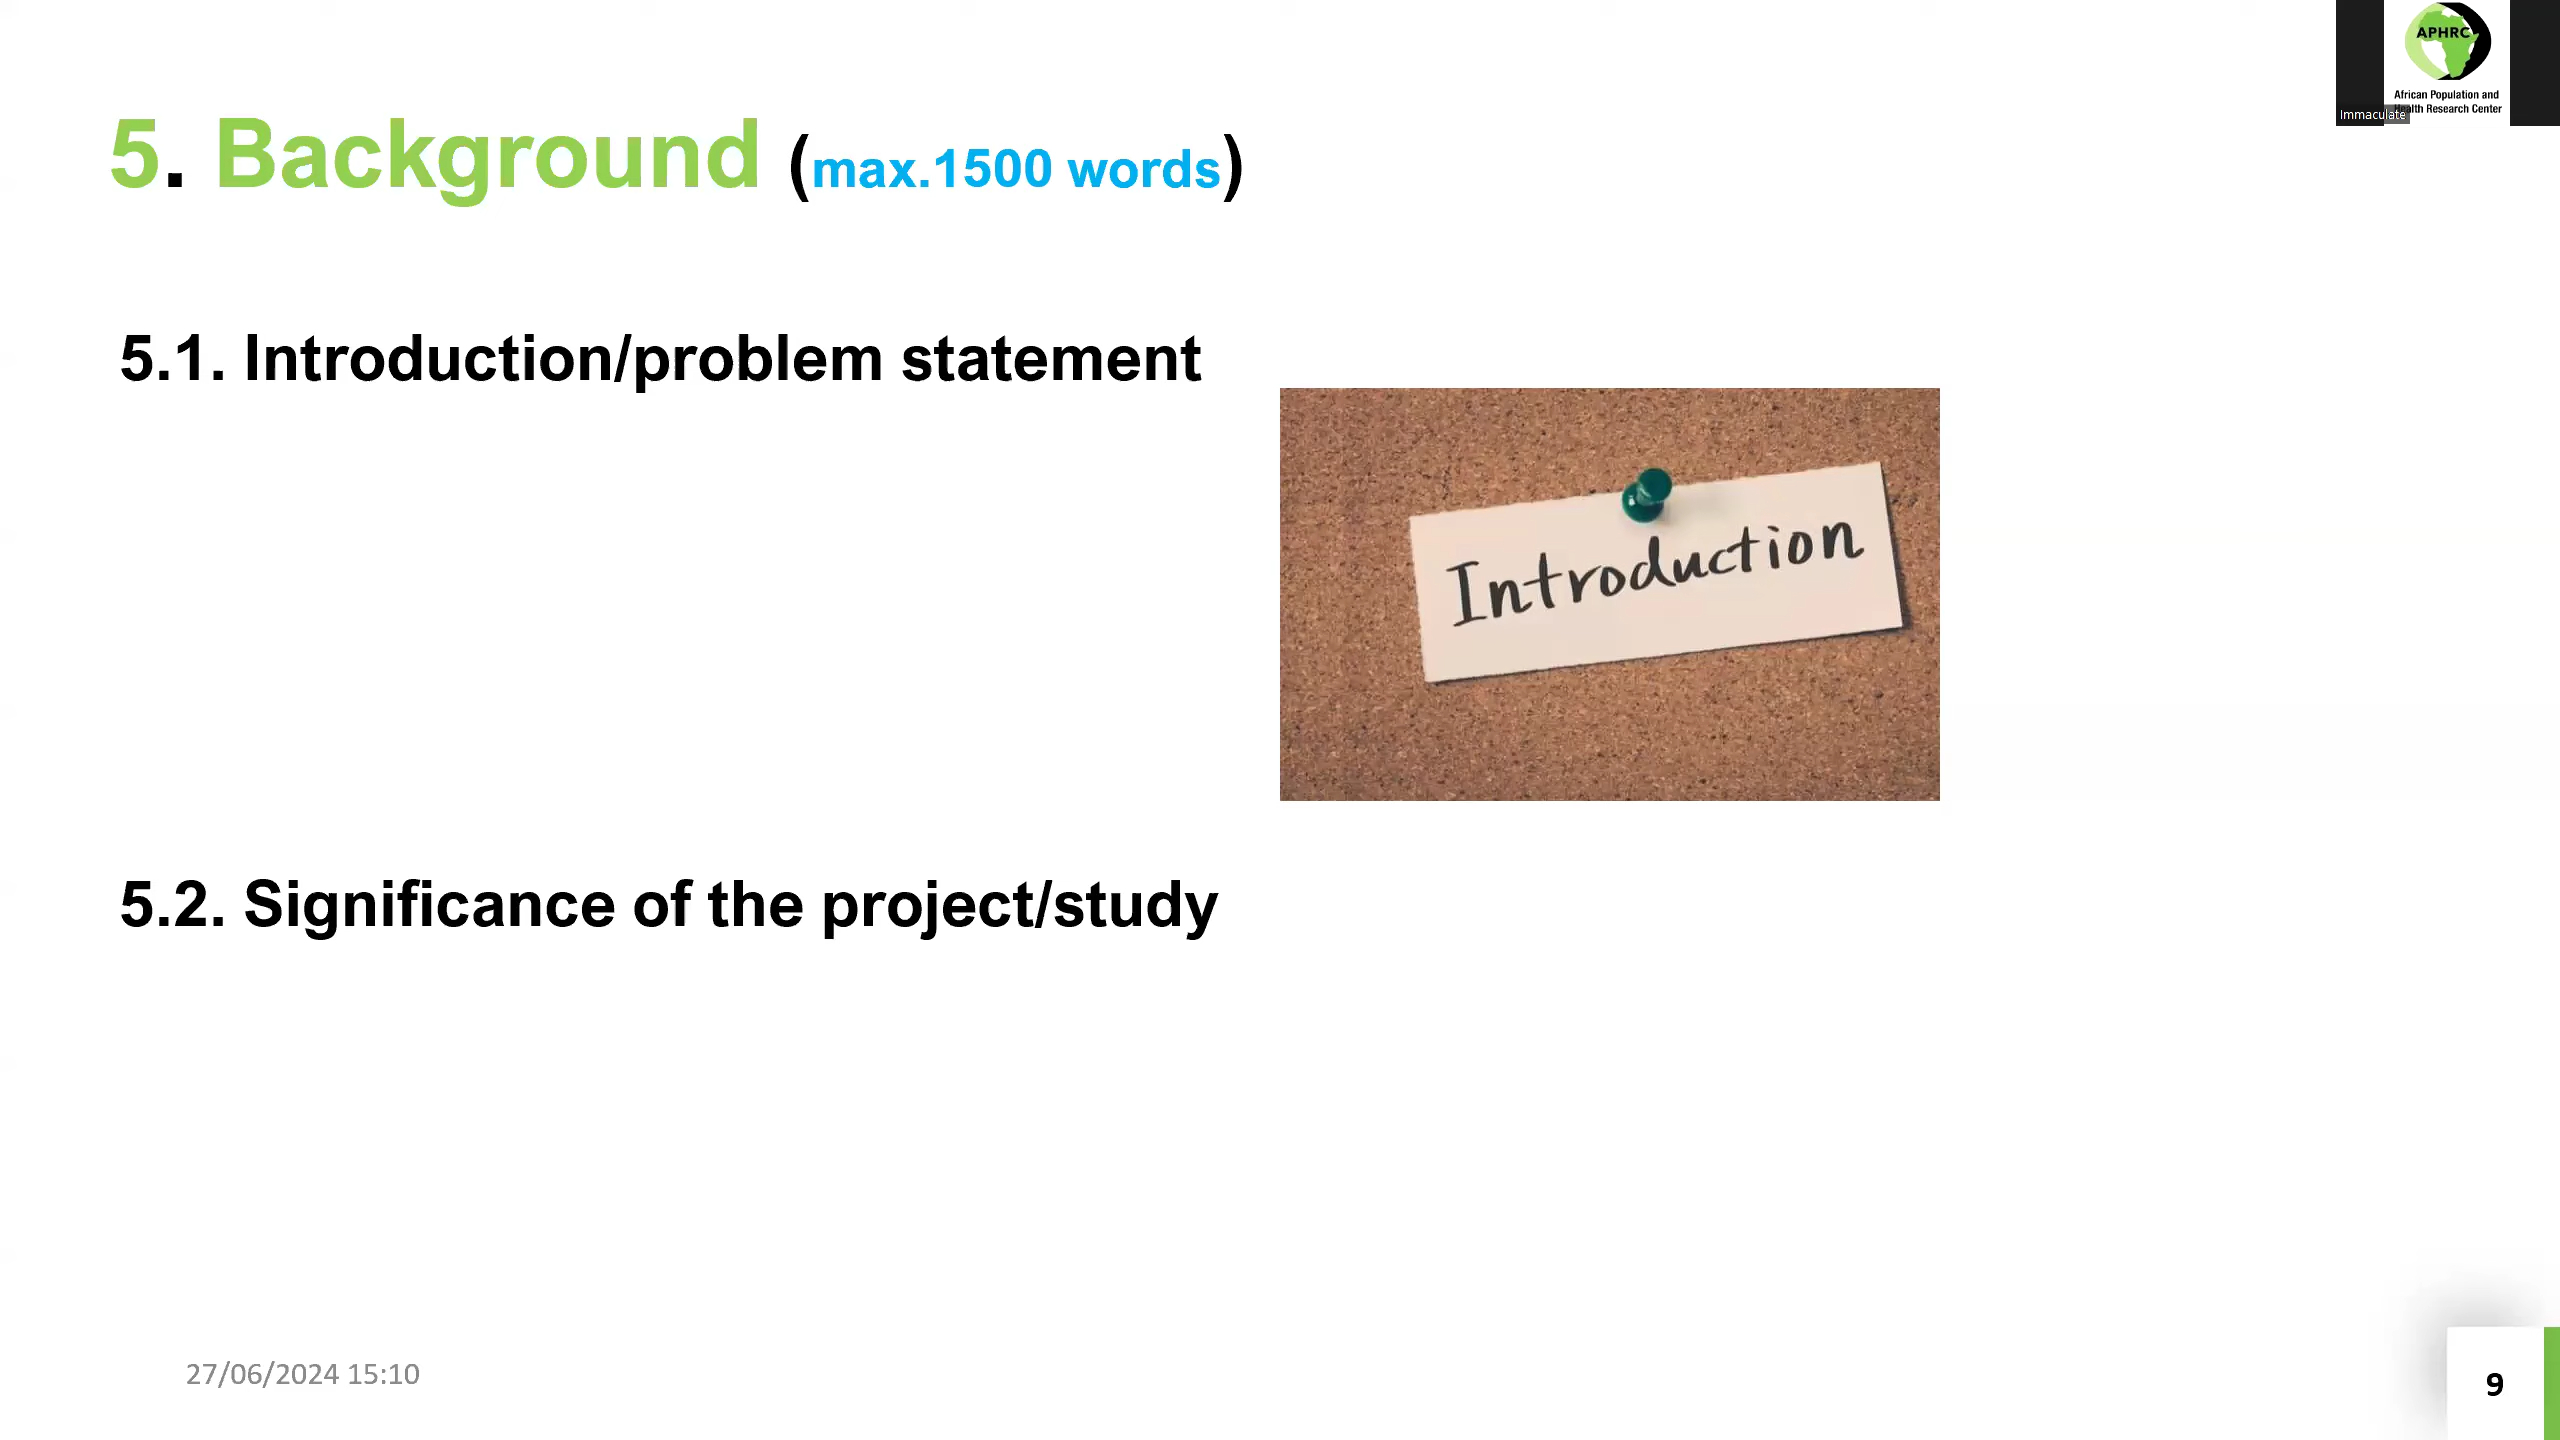 APHRC
African Population and
Health Research Center
Immaculate
5. Background (max.1500 words)
5.1. Introduction/problem statement
Introduction
5.2. Significance of the project/study
27/06/2024 15:10
9